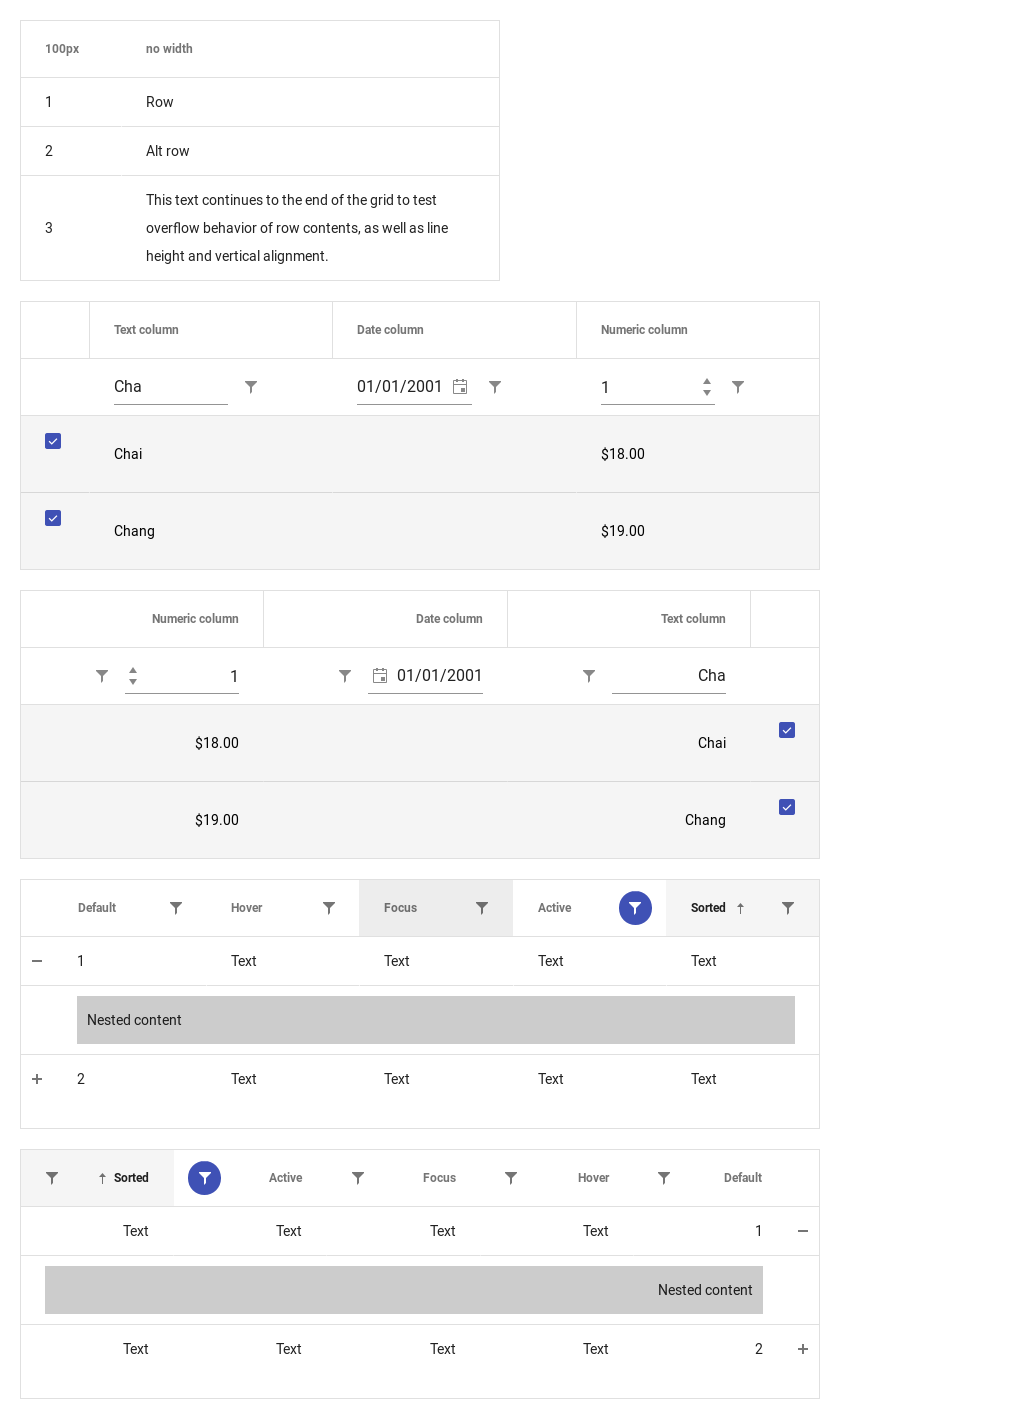 100px no width
1 Row
2 Alt row
This text continues to the end of the grid to test
3 overflow behavior of row contents, as well as line
height and vertical alignment.
Text column Date column Numeric column
Cha 01/01/2001 1
Chai $18.00
Chang $19.00
Numeric column Date column Text column
1 01/01/2001 Cha
$18.00 Chai
$19.00 Chang
Default Hover Focus Active Sorted
1 Text Text Text Text
Nested content
2 Text Text Text Text
Sorted Active Focus Hover Default
Text Text Text Text 1
Nested content
Text Text Text Text 2